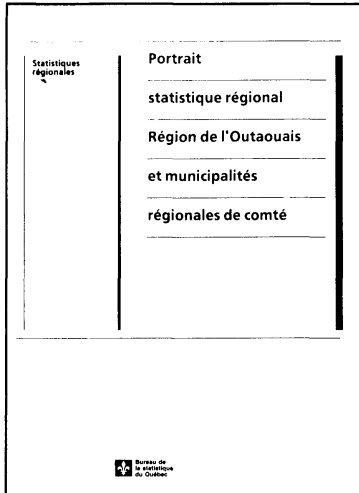 Statistiques
régionales
Portrait
statistique régional
Région de l'Outaouais
et municipalités
régionales de comté
Bureau de
la statistique
du Québec